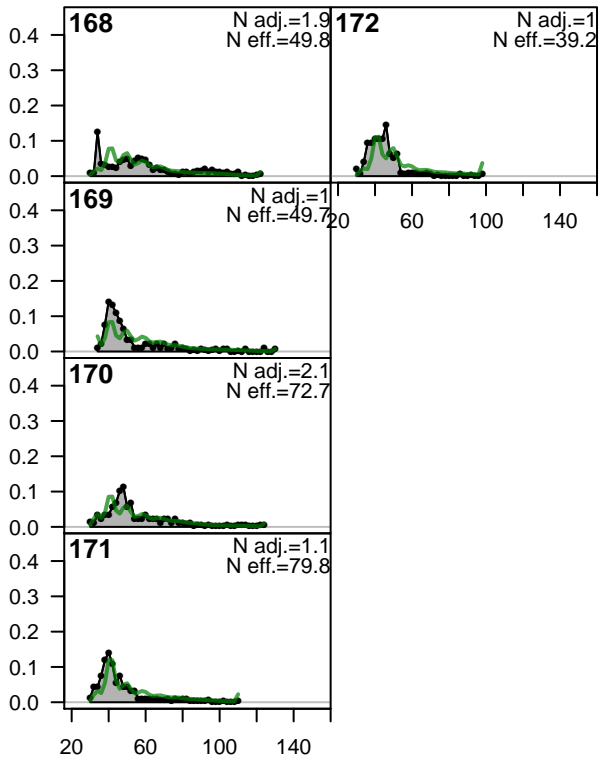 168
N adj.=1.9
N eff.=49.8
0.4
0.3
0.2
0.1
0.0
172
N adj.=1
N eff.=39.2
20 60 100 140
169
N adj.=1
N eff.=49.7
0.4
0.3
0.2
0.1
0.0
170
N adj.=2.1
N eff.=72.7
0.4
0.3
0.2
0.1
0.0
171
N adj.=1.1
N eff.=79.8
0.4
0.3
0.2
0.1
0.0
20 60 100 140